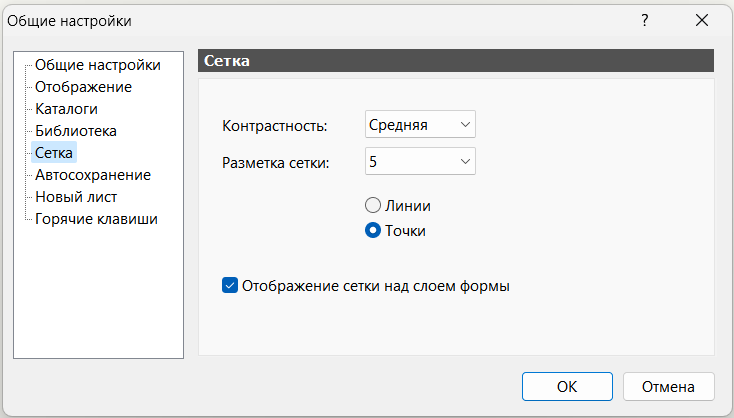 Общие настройки
?
Общие настройки
Отображение
Каталоги
Библиотека
Сетка
Автосохранение
Новый лист
Горячие клавиши
Сетка
Контрастность: Средняя
Разметка сетки: 5
Линии
Точки
Отображение сетки над слоем формы
ОК Отмена